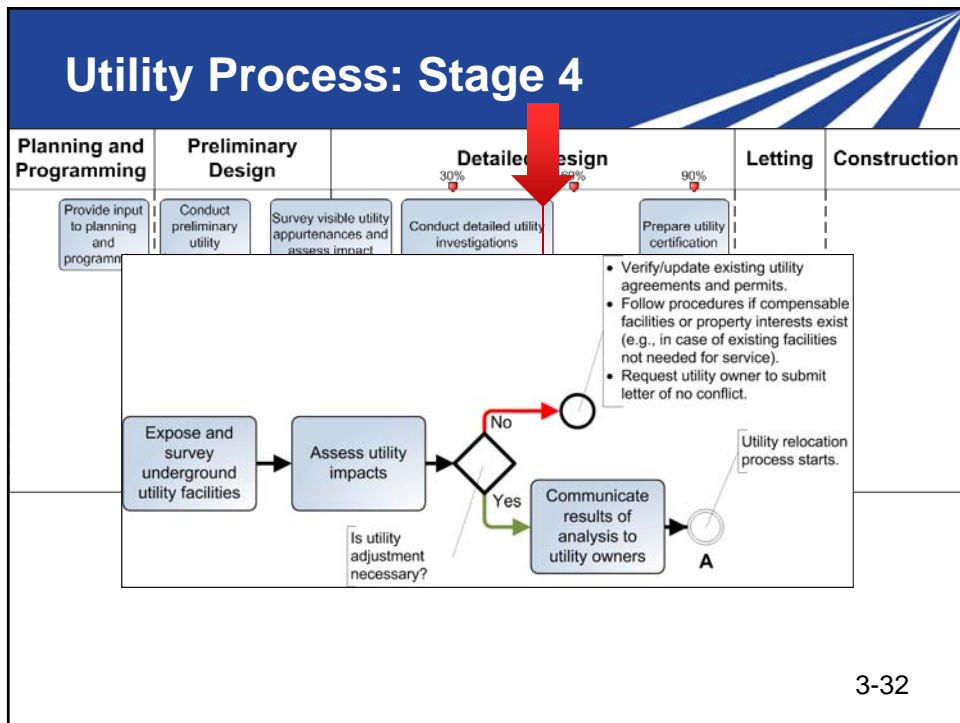 Utility Process: Stage 4
Planning and
Programming
Preliminary
Design
Detailed
Letting
Construction
30%
90%
Provide input
to planning
and
Conduct
preliminary
utility
Survey visible utility
appurtenances and
assess impact
Conduct detailed utility
investigations
Prepare utility
certification
• Verify/update existing utility
agreements and permits.
• Follow procedures if compensable
facilities or property interests exist
(e.g., in case of existing facilities
not needed for service).
• Request utility owner to submit
letter of no conflict.
No
Expose and
survey
underground
utility facilities
Assess utility
impacts
Utility relocation
process starts.
Yes
Communicate
results of
analysis to
utility owners
Is utility
adjustment
necessary?
A
3-32